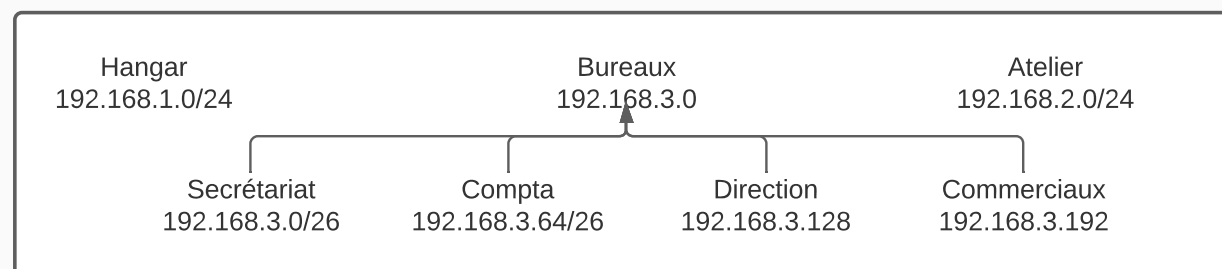 Hangar
192.168.1.0/24
Bureaux
192.168.3.0
Atelier
192.168.2.0/24
Secrétariat
192.168.3.0/26
Compta
192.168.3.64/26
Direction
192.168.3.128
Commerciaux
192.168.3.192